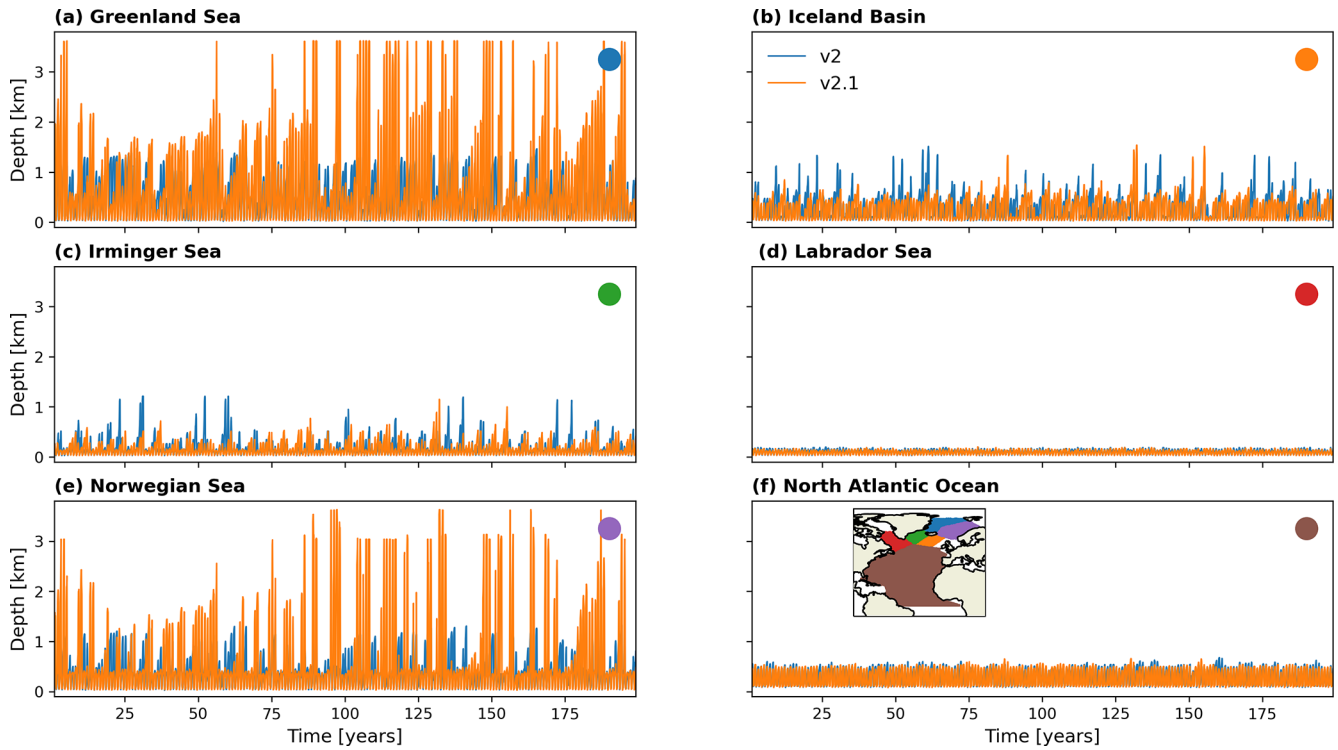 (a) Greenland Sea
(b) Iceland Basin
Depth [km]
3
2
1
0
v2
v2.1
(c) Irminger Sea
(d) Labrador Sea
Depth [km]
3
2
1
0
(e) Norwegian Sea
(f) North Atlantic Ocean
Depth [km]
3
2
1
0
25 50 75 100 125 150 175
25 50 75 100 125 150 175
Time [years]
Time [years]